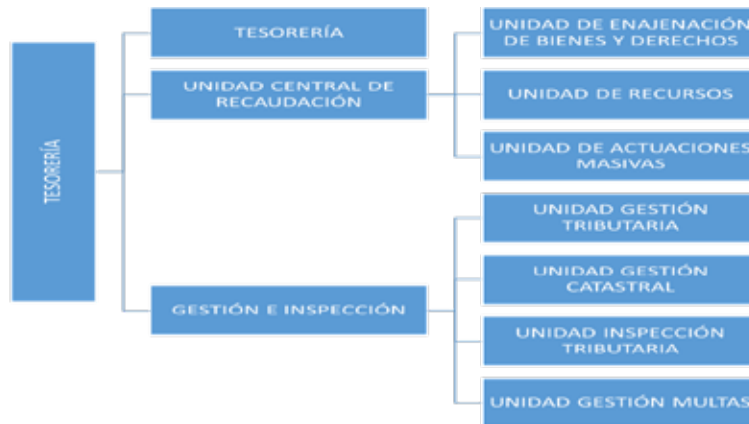 TESORERÍA
TESORERÍA
UNIDAD CENTRAL DE
RECAUDACIÓN
UNIDAD DE ENAJENACIÓN
DE BIENES Y DERECHOS
UNIDAD DE RECURSOS
UNIDAD DE ACTUACIONES
MASIVAS
GESTIÓN E INSPECCIÓN
UNIDAD GESTIÓN
TRIBUTARIA
UNIDAD GESTIÓN
CATASTRAL
UNIDAD INSPECCIÓN
TRIBUTARIA
UNIDAD GESTIÓN MULTAS